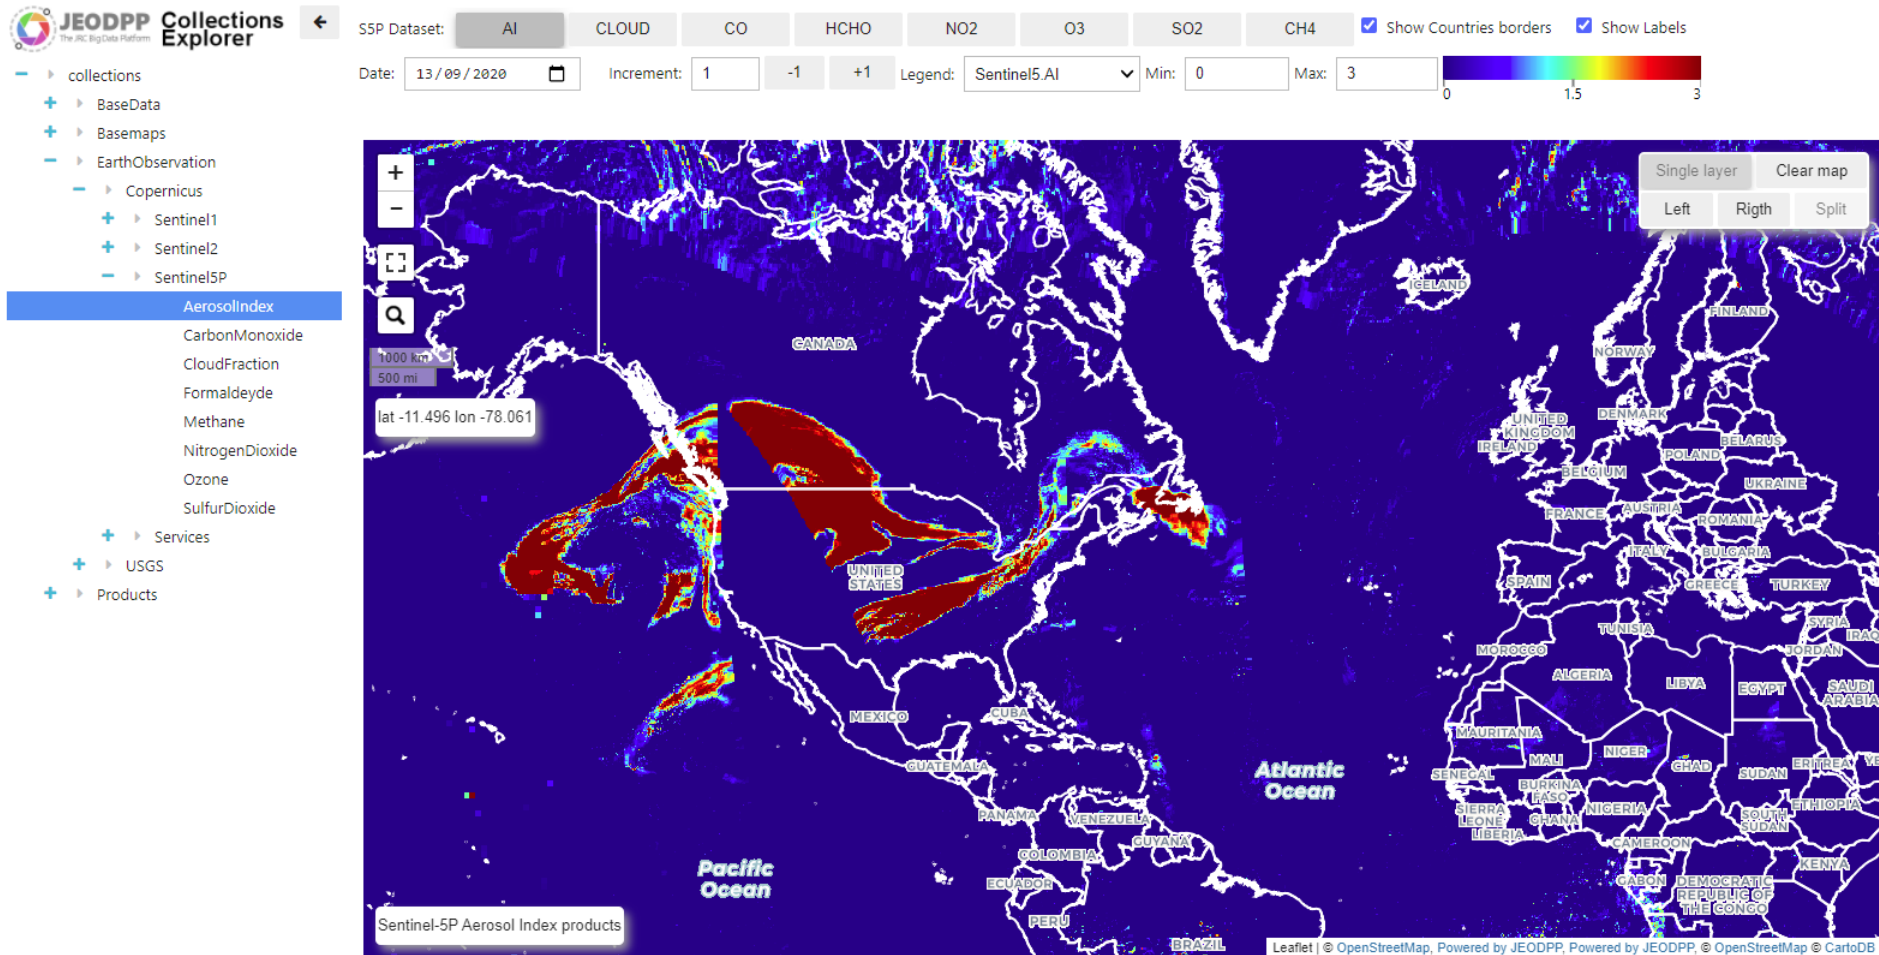 JEODPP
The JRC Big Data Platform
Collections
Explorer
S5P Dataset:
AI
CLOUD
CO
HCHO
NO2
O3
SO2
CH4
Show Countries borders
Show Labels
Date:
13/09/2020
Increment:
1
-1
+1
Legend:
Sentinel5.AI
Min:
0
Max:
3
0
1.5
3
collections
BaseData
Basemaps
EarthObservation
Copernicus
Sentinel1
Sentinel2
Sentinel5P
AerosolIndex
CarbonMonoxide
CloudFraction
Formaldeyde
Methane
NitrogenDioxide
Ozone
SulfurDioxide
Services
USGS
Products
+
−
1000 km
500 mi
lat -11.496 lon -78.061
Single layer
Clear map
Left
Rigth
Split
ICELAND
FINLAND
CANADA
NORWAY
DENMARK
UNITED
KINGDOM
IRELAND
BELARUS
POLAND
BELGIUM
UKRAINE
FRANCE
AUSTRIA
ROMANIA
ITALY
BULGARIA
UNITED
STATES
SPAIN
GREECE
TURKEY
TUNISIA
SYRIA
IRAQ
MOROCCO
JORDAN
ALGERIA
LIBYA
EGYPT
SAUDI
ARABIA
MEXICO
CUBA
MAURITANIA
NIGER
MALI
GUATEMALA
CHAD
SUDAN
ERITREA
YE
SENEGAL
Atlantic
Ocean
BURKINA
FASO
NIGERIA
ETHIOPIA
SIERRA
LEONE
GHANA
SOUTH
SUDAN
LIBERIA
PANAMA
VENEZUELA
GUYANA
CAMEROON
COLOMBIA
KENYA
Pacific
Ocean
ECUADOR
GABON
DEMOCRATIC
REPUBLIC OF
THE CONGO
PERU
BRAZIL
Sentinel-5P Aerosol Index products
Leaflet | © OpenStreetMap, Powered by JEODPP, Powered by JEODPP, © OpenStreetMap © CartoDB